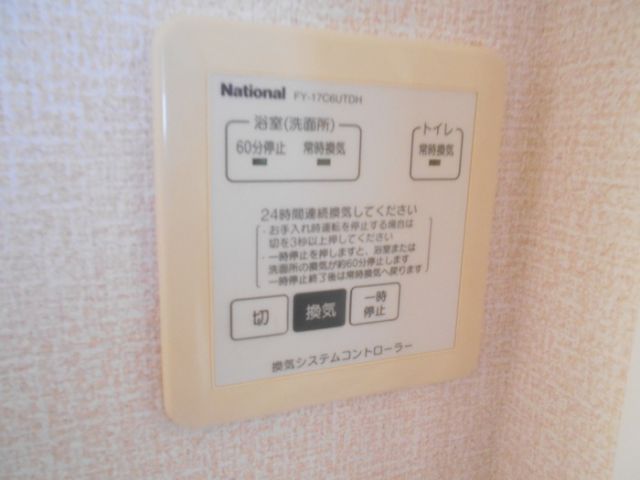 National FY-17C6UTDH
浴室(洗面所)
トイレ
60分停止 常時換気
常時換気
24時間連続換気してください
・お手入れ時運転を停止する場合は
切を3秒以上押してください
・一時停止を押しますと、浴室または
洗面所の換気が約60分停止します
一時停止終了後は常時換気へ戻ります
切
換気
一時
停止
換気システムコントローラー